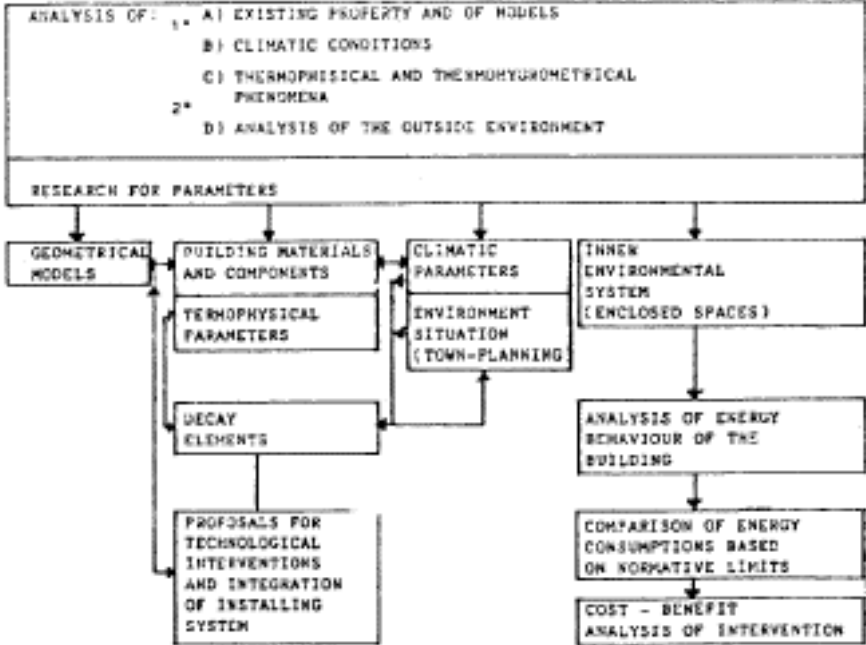 ANALYSIS OF: 1° A) EXISTING PROPERTY AND OF MODELS
B) CLIMATIC CONDITIONS
C) THERMOPHISICAL AND THERMOHYGROMETRICAL
PHENOMENA
2°
D) ANALYSIS OF THE OUTSIDE ENVIRONMENT
RESEARCH FOR PARAMETERS
GEOMETRICAL
MODELS
BUILDING MATERIALS
AND COMPONENTS
TERMOPHYSICAL
PARAMETERS
CLIMATIC
PARAMETERS
ENVIRONMENT
SITUATION
(TOWN-PLANNING
INNER
ENVIRONMENTAL
SYSTEM
(ENCLOSED SPACES)
DECAY
ELEMENTS
ANALYSIS OF ENERGY
BEHAVIOUR OF THE
BUILDING
PROPOSALS FOR
TECHNOLOGICAL
INTERVENTIONS
AND INTEGRATION
OF INSTALLING
SYSTEM
COMPARISON OF ENERGY
CONSUMPTIONS BASED
ON NORMATIVE LIMITS
COST - BENEFIT
ANALYSIS OF INTERVENTION